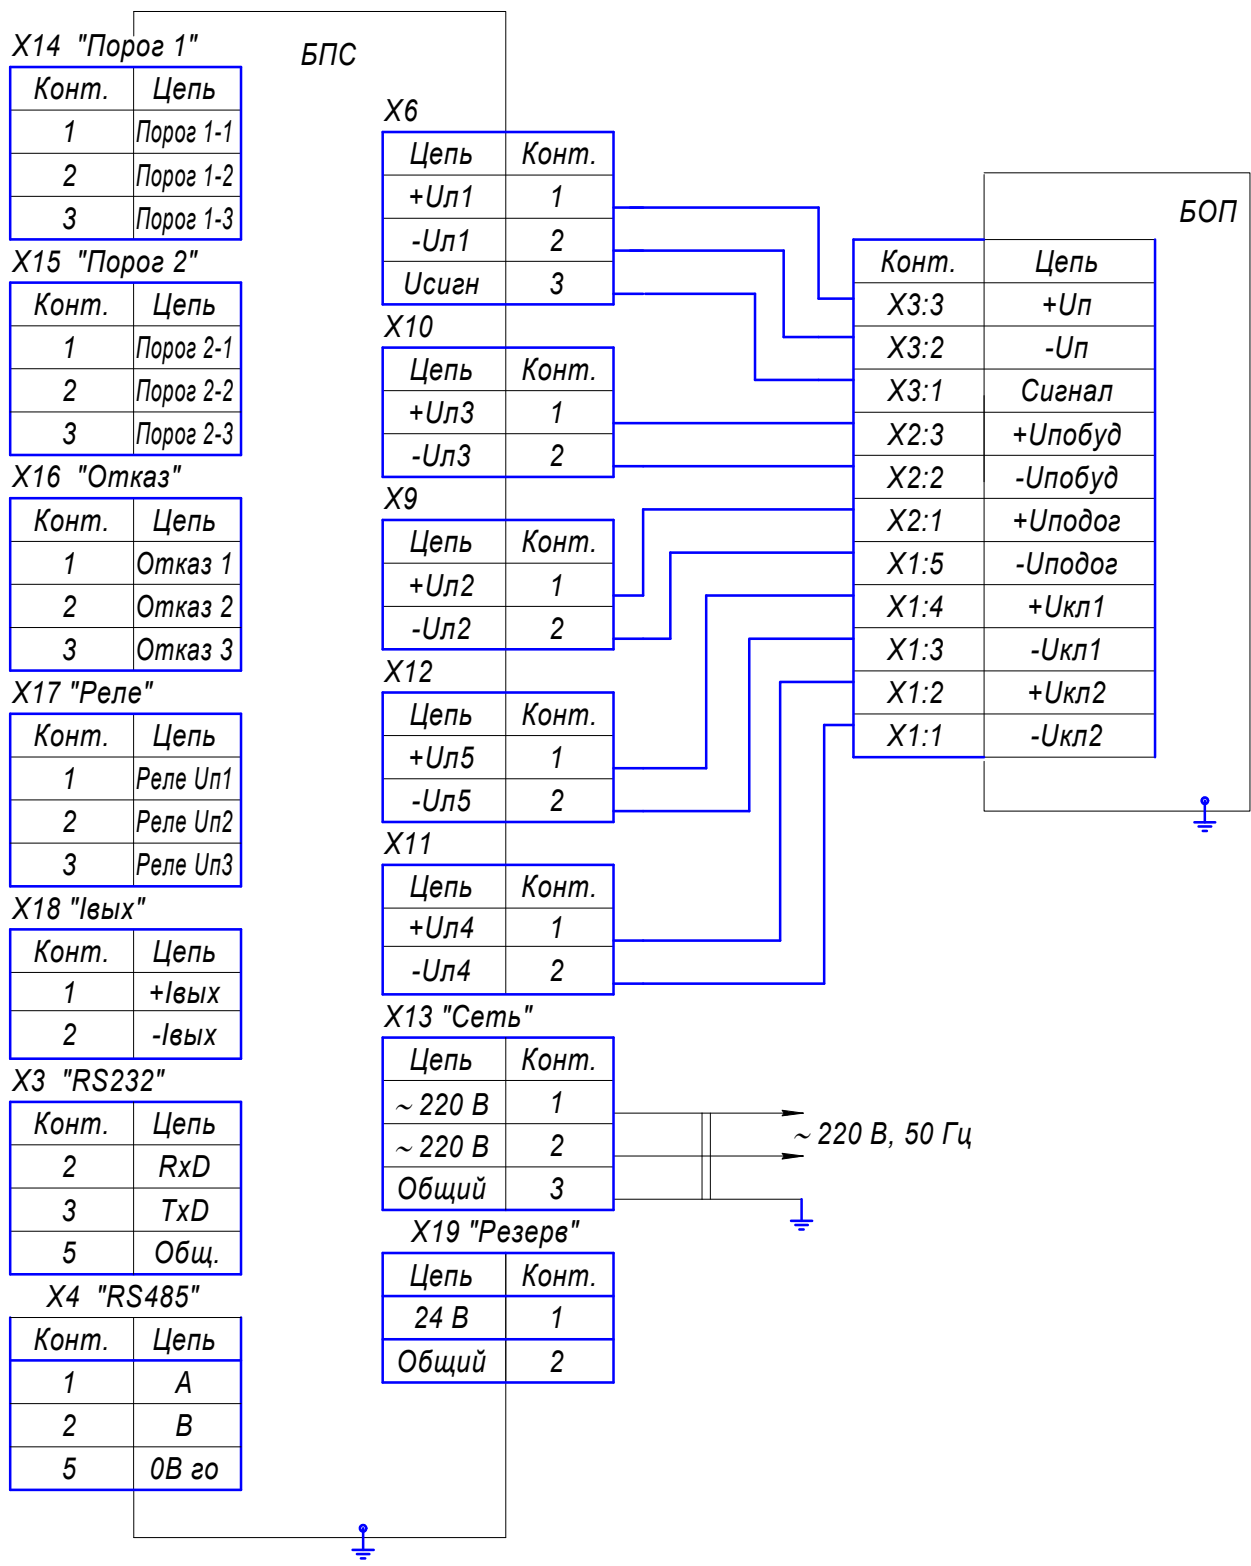 БПС
X14 "Порог 1"
Конт. Цепь
1 Порог 1-1
2 Порог 1-2
3 Порог 1-3
X15 "Порог 2"
Конт. Цепь
1 Порог 2-1
2 Порог 2-2
3 Порог 2-3
X16 "Отказ"
Конт. Цепь
1 Отказ 1
2 Отказ 2
3 Отказ 3
X17 "Реле"
Конт. Цепь
1 Реле Uп1
2 Реле Uп2
3 Реле Uп3
X18 "Iвых"
Конт. Цепь
1 +Iвых
2 -Iвых
X3 "RS232"
Конт. Цепь
2 RxD
3 TxD
5 Общ.
X4 "RS485"
Конт. Цепь
1 A
2 B
5 0В го
X6
Цепь Конт.
+Uл1 1
-Uл1 2
Uсигн 3
X10
Цепь Конт.
+Uл3 1
-Uл3 2
X9
Цепь Конт.
+Uл2 1
-Uл2 2
X12
Цепь Конт.
+Uл5 1
-Uл5 2
X11
Цепь Конт.
+Uл4 1
-Uл4 2
X13 "Сеть"
Цепь Конт.
~ 220 В 1
~ 220 В 2
Общий 3
~ 220 В, 50 Гц
X19 "Резерв"
Цепь Конт.
24 В 1
Общий 2
БОП
Конт. Цепь
X3:3 +Uп
X3:2 -Uп
X3:1 Сигнал
X2:3 +Uпобуд
X2:2 -Uпобуд
X2:1 +Uподог
X1:5 -Uподог
X1:4 +Uкл1
X1:3 -Uкл1
X1:2 +Uкл2
X1:1 -Uкл2